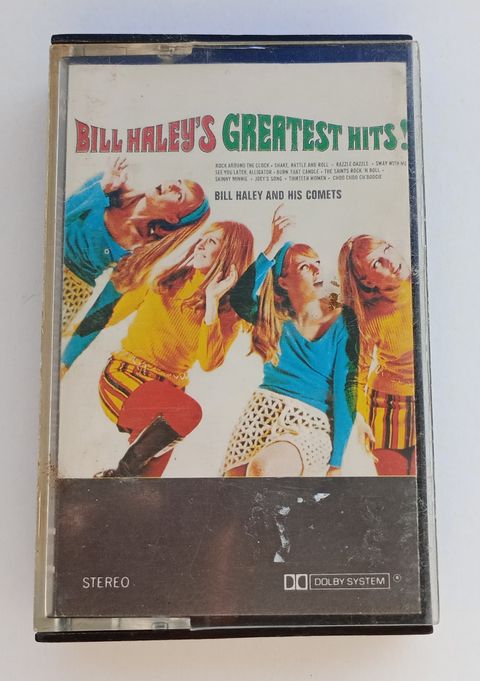 BILL HALEY'S GREATEST HITS!
ROCK AROUND THE CLOCK • SHAKE, RATTLE AND ROLL • RAZZLE DAZZLE • SWAY WITH ME
SEE YOU LATER, ALLIGATOR • BURN THAT CANDLE • THE SAINTS ROCK 'N ROLL •
SKINNY MINNIE • JOEY'S SONG • THIRTEEN WOMEN • CHOO CHOO CH'BOOGIE
BILL HALEY AND HIS COMETS
STEREO
DOLBY SYSTEM ®